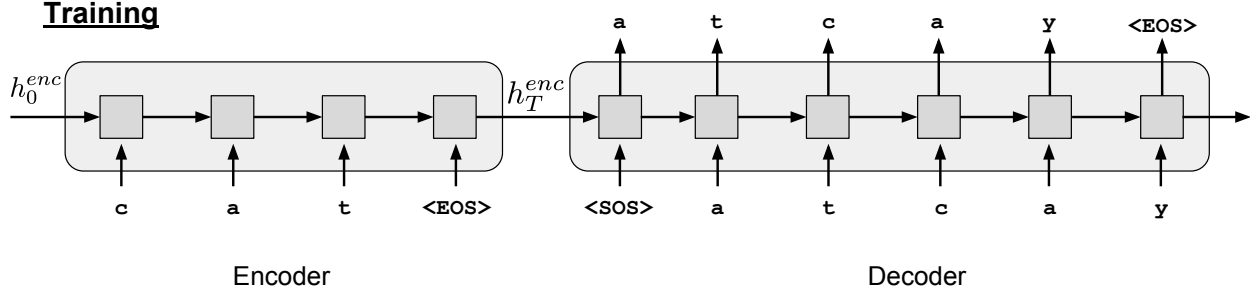 Training
a t c a y <EOS>
h_0^{enc} h_T^{enc}
c a t <EOS> <SOS> a t c a y
Encoder Decoder